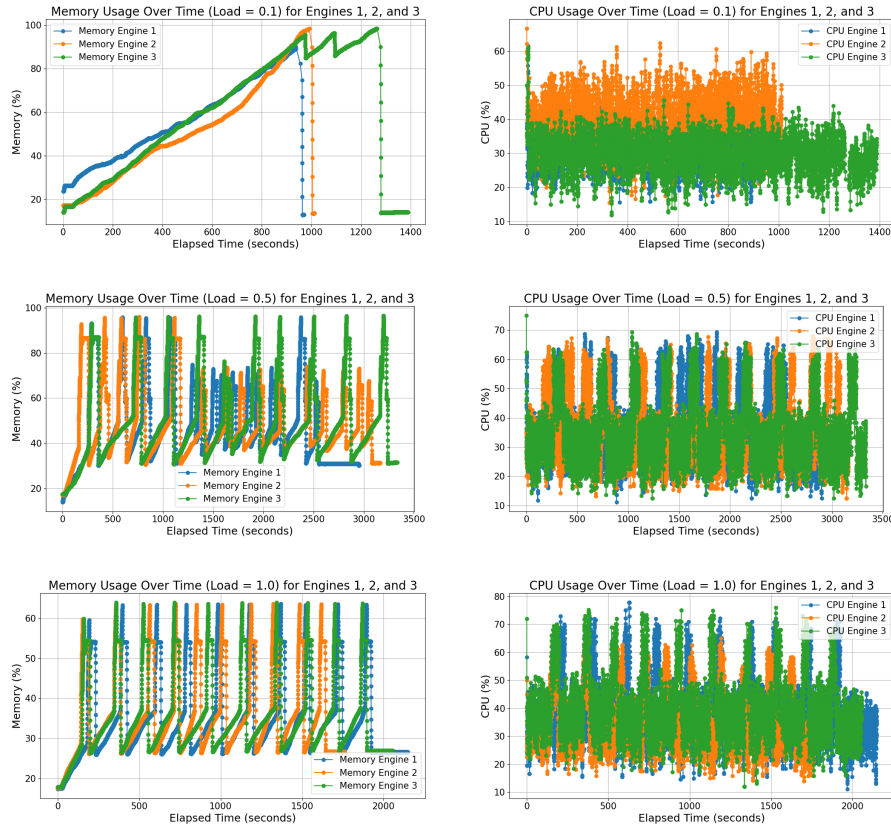 Memory Usage Over Time (Load = 0.1) for Engines 1, 2, and 3
Memory (%)
100
80
60
40
20
Memory Engine 1
Memory Engine 2
Memory Engine 3
0 200 400 600 800 1000 1200 1400
Elapsed Time (seconds)
CPU Usage Over Time (Load = 0.1) for Engines 1, 2, and 3
CPU (%)
60
50
40
30
20
10
CPU Engine 1
CPU Engine 2
CPU Engine 3
0 200 400 600 800 1000 1200 1400
Elapsed Time (seconds)
Memory Usage Over Time (Load = 0.5) for Engines 1, 2, and 3
Memory (%)
100
80
60
40
20
Memory Engine 1
Memory Engine 2
Memory Engine 3
0 500 1000 1500 2000 2500 3000 3500
Elapsed Time (seconds)
CPU Usage Over Time (Load = 0.5) for Engines 1, 2, and 3
CPU (%)
70
60
50
40
30
20
10
CPU Engine 1
CPU Engine 2
CPU Engine 3
0 500 1000 1500 2000 2500 3000 3500
Elapsed Time (seconds)
Memory Usage Over Time (Load = 1.0) for Engines 1, 2, and 3
Memory (%)
60
50
40
30
20
Memory Engine 1
Memory Engine 2
Memory Engine 3
0 500 1000 1500 2000
Elapsed Time (seconds)
CPU Usage Over Time (Load = 1.0) for Engines 1, 2, and 3
CPU (%)
80
70
60
50
40
30
20
10
CPU Engine 1
CPU Engine 2
CPU Engine 3
0 500 1000 1500 2000
Elapsed Time (seconds)